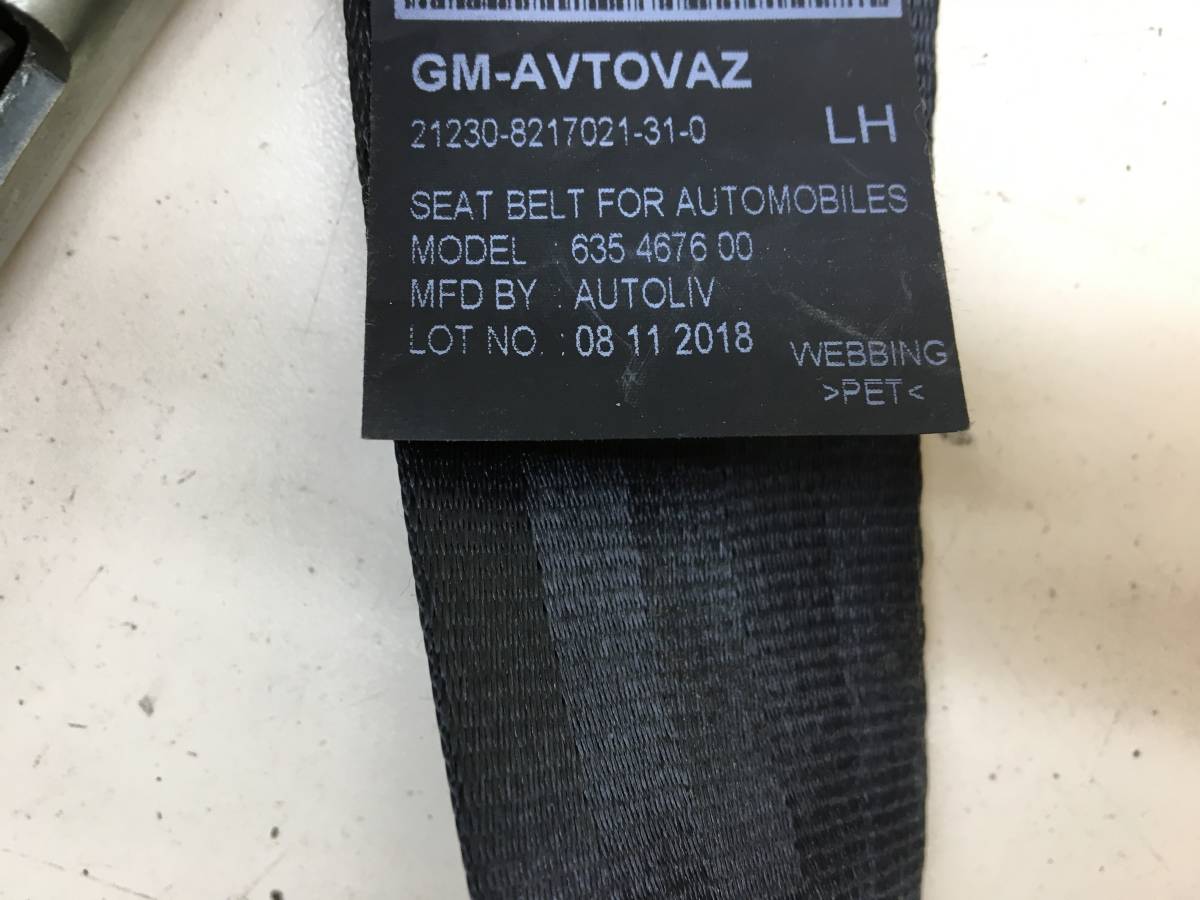 GM-AVTOVAZ
21230-8217021-31-0 LH
SEAT BELT FOR AUTOMOBILES
MODEL : 635 4676 00
MFD BY : AUTOLIV
LOT NO. : 08 11 2018
WEBBING
>PET<